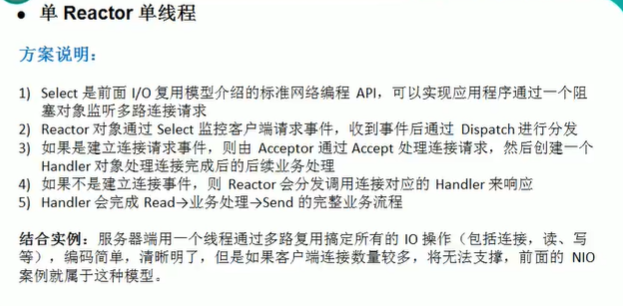 ● 单 Reactor 单线程
方案说明：
1) Select 是前面 I/O 复用模型介绍的标准网络编程 API，可以实现应用程序通过一个阻
塞对象监听多路连接请求
2) Reactor 对象通过 Select 监控客户端请求事件，收到事件后通过 Dispatch 进行分发
3) 如果是建立连接请求事件，则由 Acceptor 通过 Accept 处理连接请求，然后创建一个
Handler 对象处理连接完成后的后续业务处理
4) 如果不是建立连接事件，则 Reactor 会分发调用连接对应的 Handler 来响应
5) Handler 会完成 Read→业务处理→Send 的完整业务流程
结合实例：服务器端用一个线程通过多路复用搞定所有的 IO 操作（包括连接，读、写
等），编码简单，清晰明了，但是如果客户端连接数量较多，将无法支撑，前面的 NIO
案例就属于这种模型。